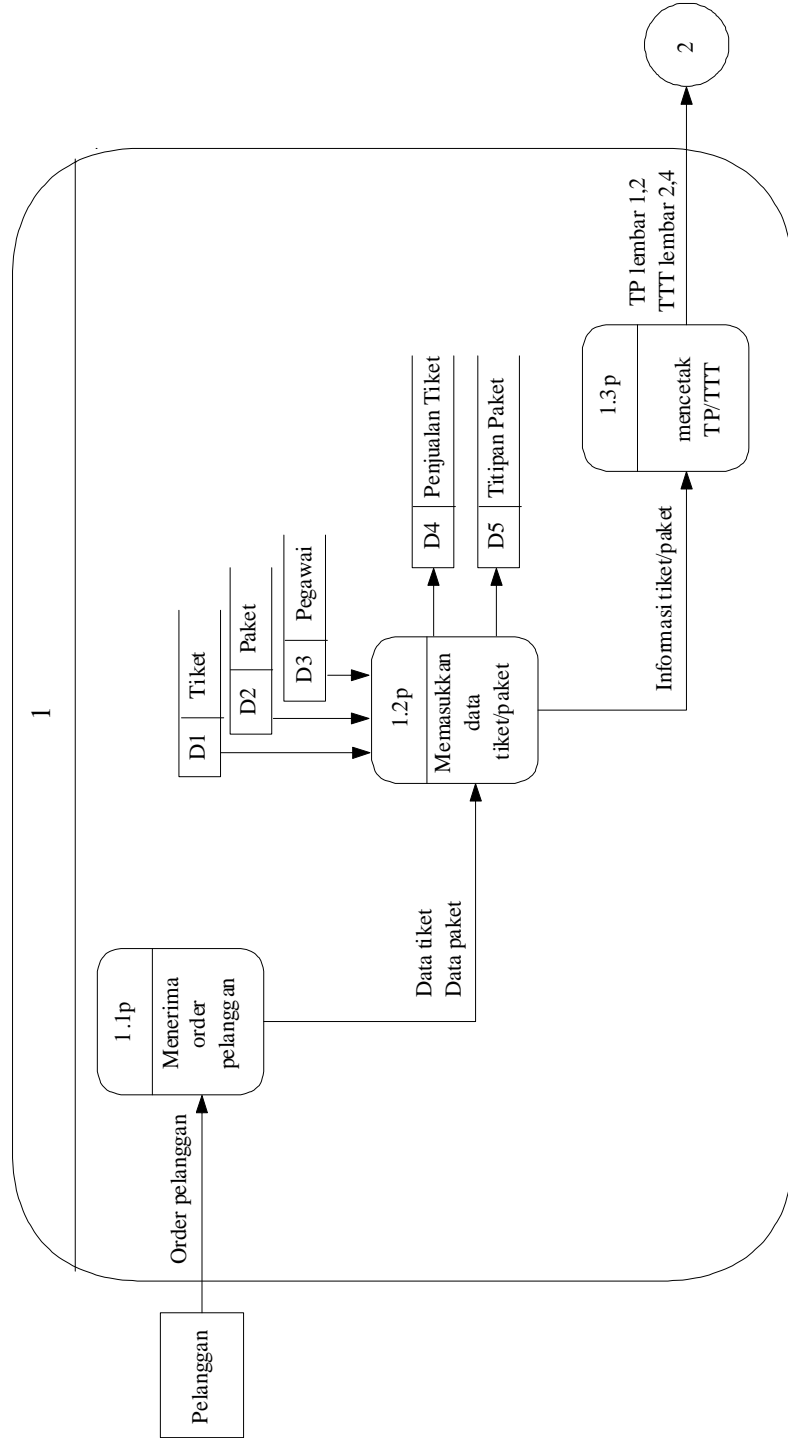 1
Pelanggan
Order pelanggan
1.1p
Menerima
order
pelanggan
Data tiket
Data paket
D1 Tiket
D2 Paket
D3 Pegawai
1.2p
Memasukkan
data
tiket/paket
D4 Penjualan Tiket
D5 Titipan Paket
Informasi tiket/paket
1.3p
mencetak
TP/TTT
TP lembar 1,2
TTT lembar 2,4
2